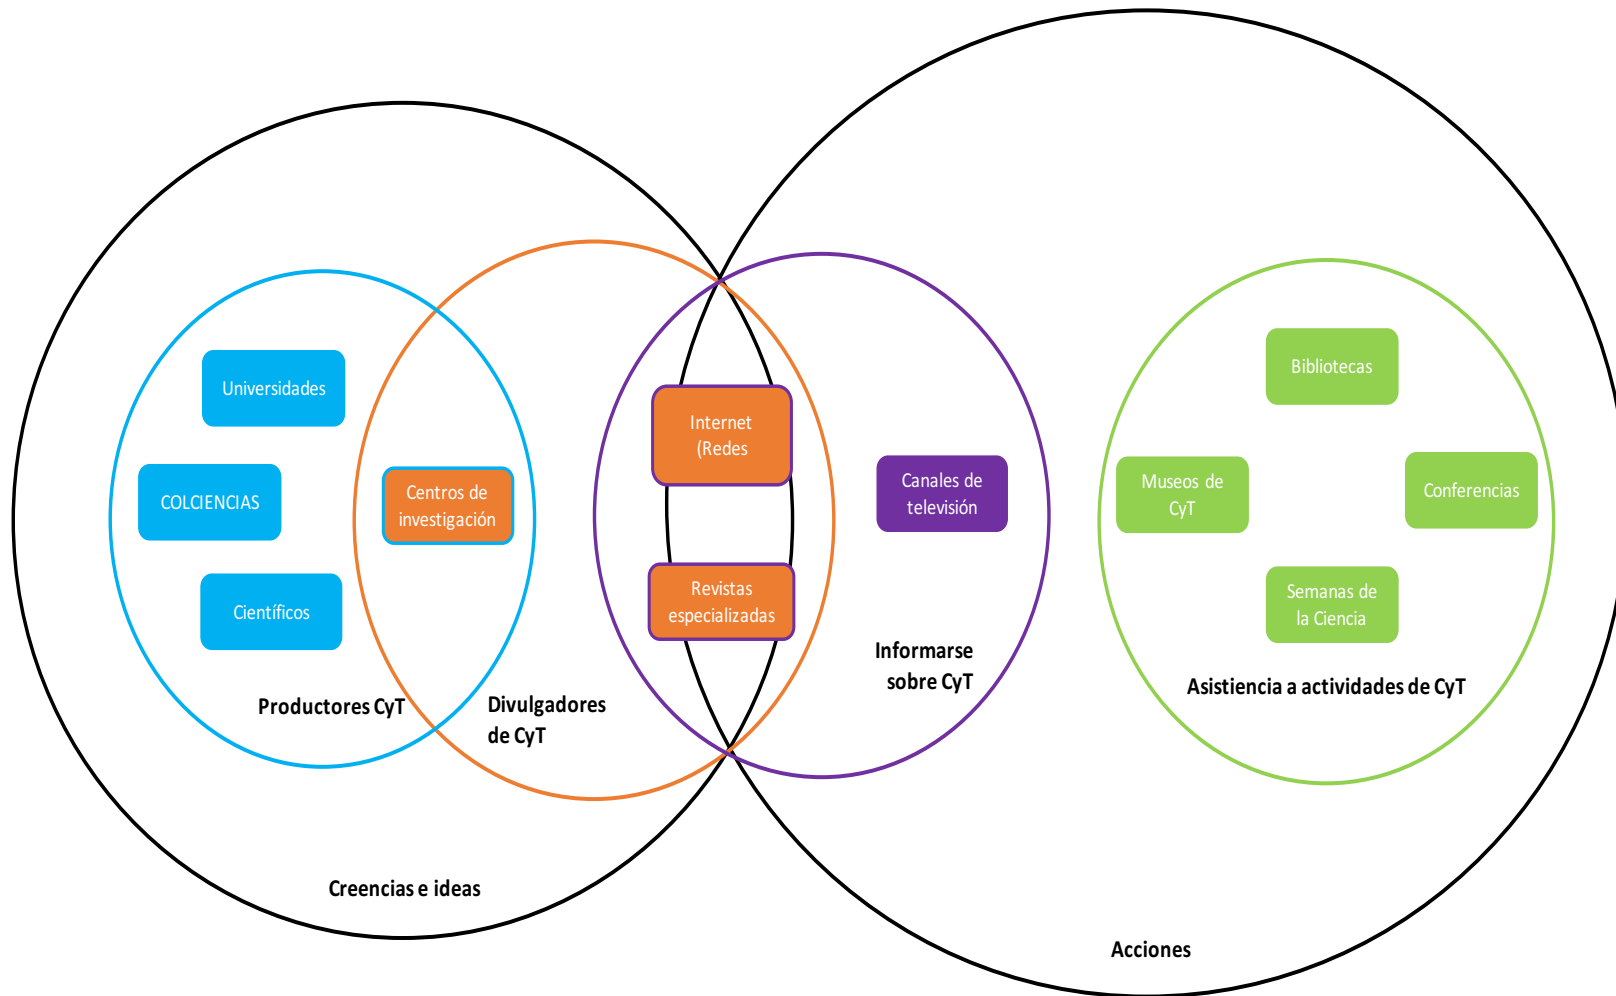 Universidades
COLCIENCIAS
Científicos
Centros de
investigación
Productores CyT
Divulgadores
de CyT
Internet
(Redes
Revistas
especializadas
Canales de
televisión
Informarse
sobre CyT
Bibliotecas
Museos de
CyT
Conferencias
Semanas de
la Ciencia
Asistiencia a actividades de CyT
Creencias e ideas
Acciones